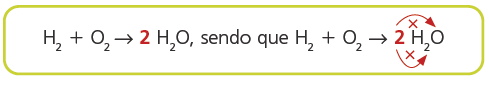 H₂ + O₂ → 2 H₂O, sendo que H₂ + O₂ → 2 H₂O
× ×